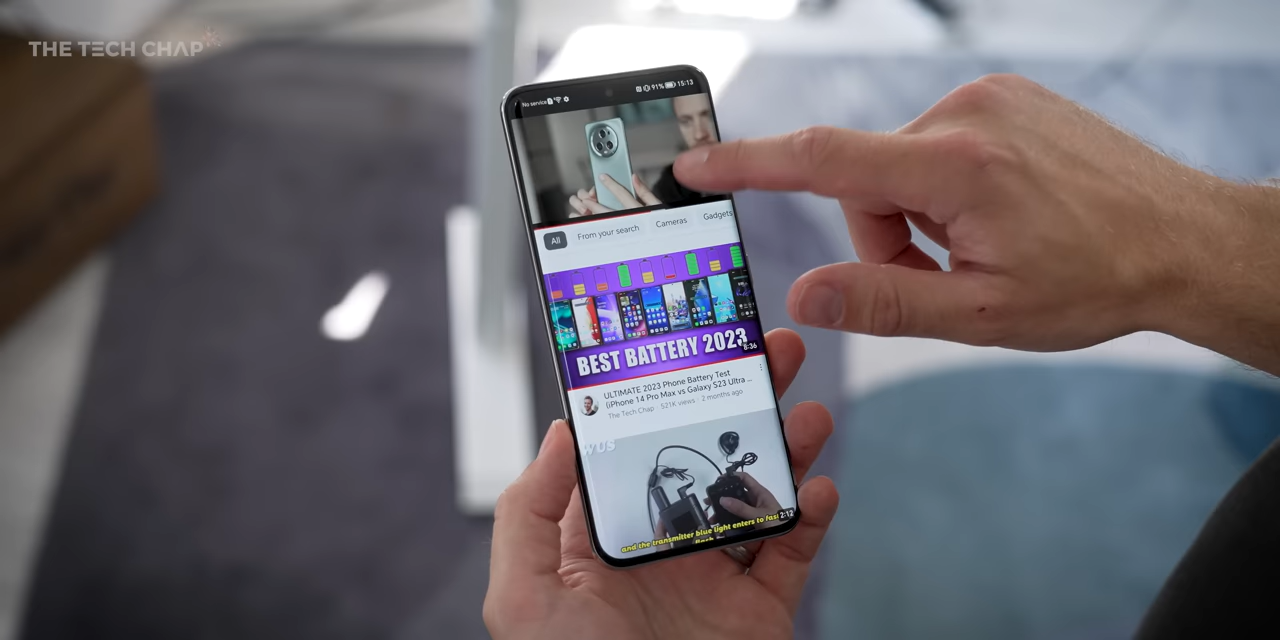 THE TECH CHAP
No service 91% 15:13
All From your search Cameras Gadgets
BEST BATTERY 2023
8:36
ULTIMATE 2023 Phone Battery Test
(iPhone 14 Pro Max vs Galaxy S23 Ultra ...
The Tech Chap · 521K views · 2 months ago
WUS
and the transmitter blue light enters to fast 2:12
flash